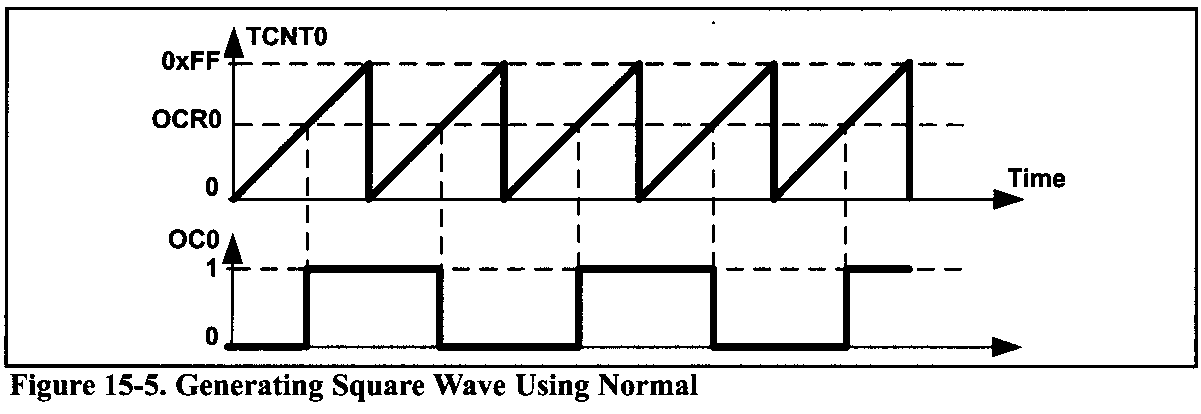 TCNT0
0xFF
OCR0
0
Time
OC0
1
0
Figure 15-5. Generating Square Wave Using Normal